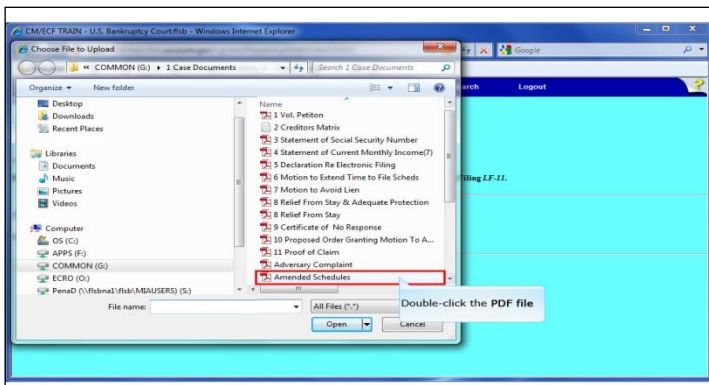 CM/ECF TRAIN - U.S. Bankruptcy Court:flsb - Windows Internet Explorer
Choose File to Upload
« COMMON (G:) ▸ 1 Case Documents
Search 1 Case Documents
Google
Organize
New folder
arch
Logout
Desktop
Downloads
Recent Places
Libraries
Documents
Music
Pictures
Videos
Computer
OS (C:)
APPS (F:)
COMMON (G:)
ECRO (O:)
PenaD (\\flsbna1\flsb\MIAUSERS) (S:)
Name
1 Vol. Petiton
2 Creditors Matrix
3 Statement of Social Security Number
4 Statement of Current Monthly Income(7)
5 Declaration Re Electronic Filing
6 Motion to Extend Time to File Scheds
7 Motion to Avoid Lien
8 Relief From Stay & Adequate Protection
8 Relief From Stay
9 Certificate of No Response
10 Proposed Order Granting Motion To A...
11 Proof of Claim
Adversary Complaint
Amended Schedules
Filing LF-11.
Double-click the PDF file
File name:
All Files (*.*)
Open
Cancel